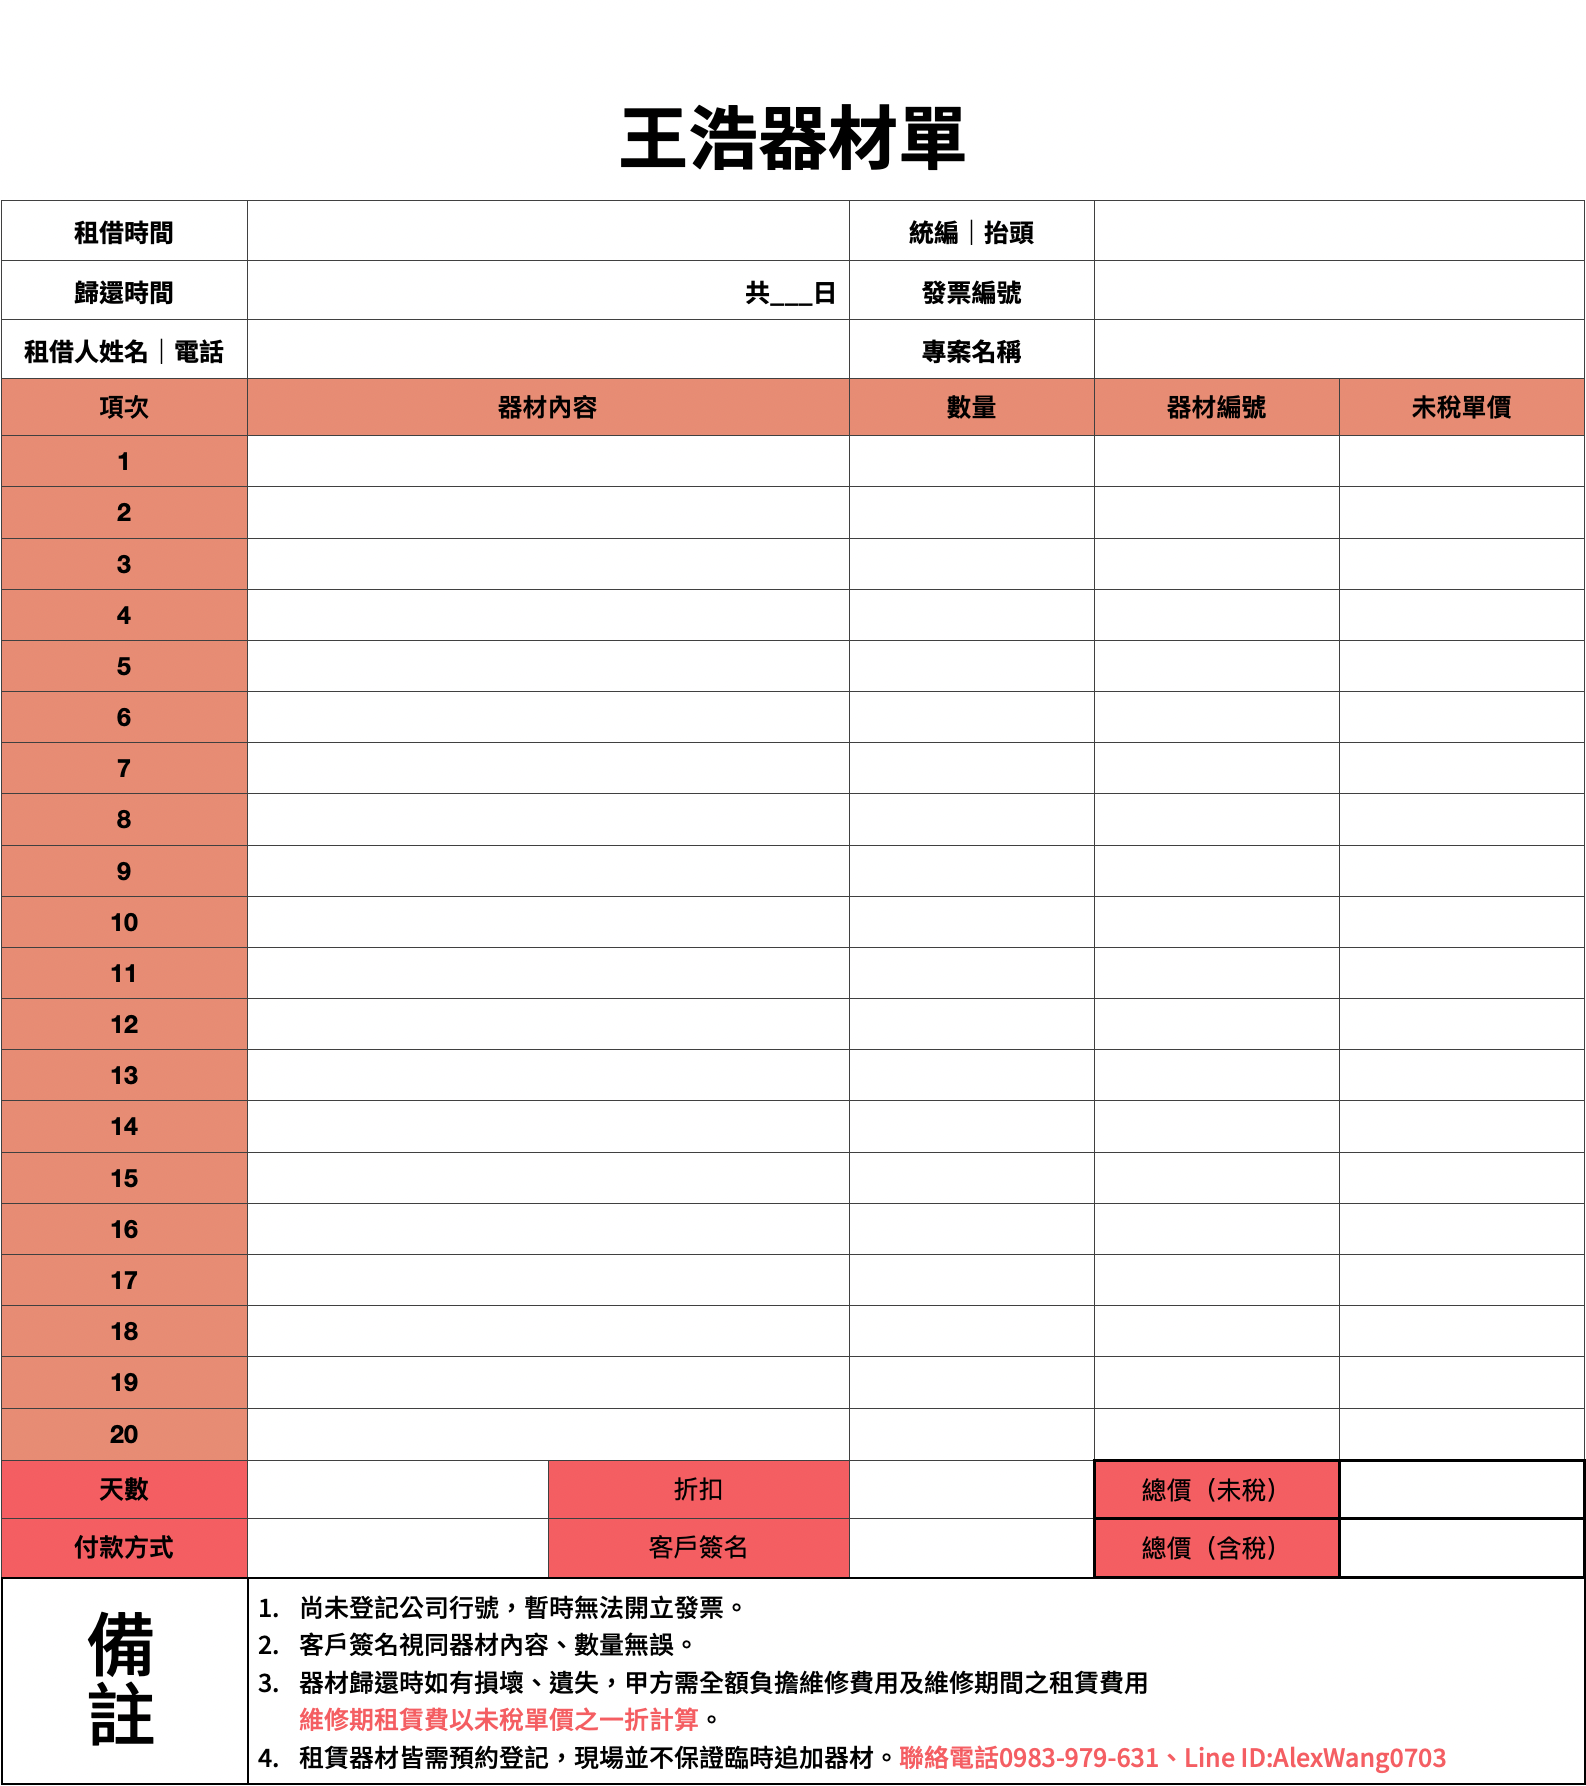 王浩器材單
租借時間 統編｜抬頭
歸還時間 共___日 發票編號
租借人姓名｜電話 專案名稱
項次 器材內容 數量 器材編號 未稅單價
1
2
3
4
5
6
7
8
9
10
11
12
13
14
15
16
17
18
19
20
天數 折扣 總價（未稅）
付款方式 客戶簽名 總價（含稅）
備註
1. 尚未登記公司行號，暫時無法開立發票。
2. 客戶簽名視同器材內容、數量無誤。
3. 器材歸還時如有損壞、遺失，甲方需全額負擔維修費用及維修期間之租賃費用
維修期租賃費以未稅單價之一折計算。
4. 租賃器材皆需預約登記，現場並不保證臨時追加器材。聯絡電話0983-979-631、Line ID:AlexWang0703